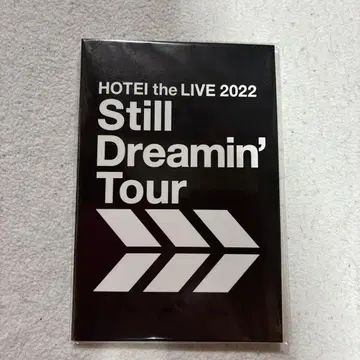 HOTEI the LIVE 2022
Still
Dreamin'
Tour